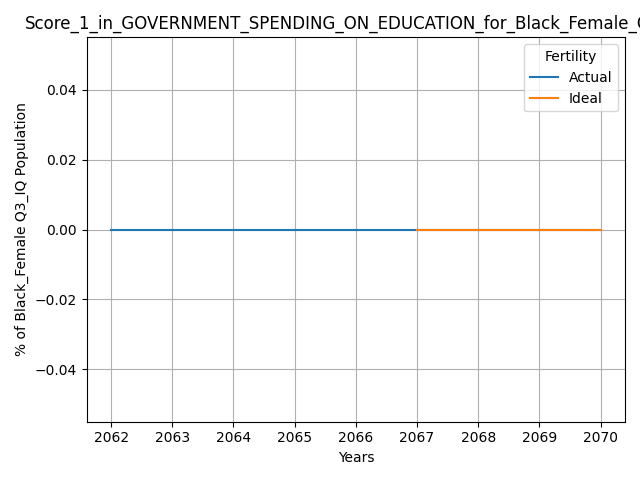 Score_1_in_GOVERNMENT_SPENDING_ON_EDUCATION_for_Black_Female_
Fertility
Actual
Ideal
0.04
0.02
0.00
−0.02
−0.04
% of Black_Female Q3_IQ Population
2062 2063 2064 2065 2066 2067 2068 2069 2070
Years